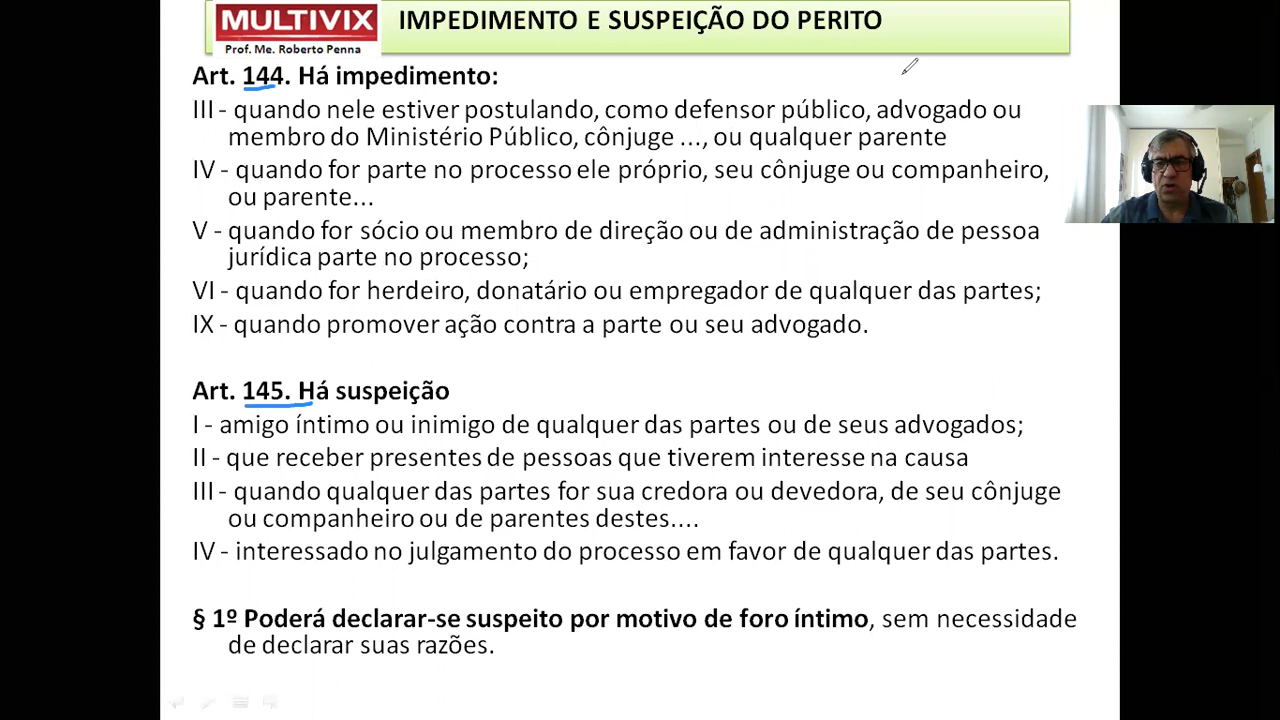 MULTIVIX
Prof. Me. Roberto Penna
IMPEDIMENTO E SUSPEIÇÃO DO PERITO
Art. 144. Há impedimento:
III - quando nele estiver postulando, como defensor público, advogado ou
membro do Ministério Público, cônjuge ..., ou qualquer parente
IV - quando for parte no processo ele próprio, seu cônjuge ou companheiro,
ou parente...
V - quando for sócio ou membro de direção ou de administração de pessoa
jurídica parte no processo;
VI - quando for herdeiro, donatário ou empregador de qualquer das partes;
IX - quando promover ação contra a parte ou seu advogado.
Art. 145. Há suspeição
I - amigo íntimo ou inimigo de qualquer das partes ou de seus advogados;
II - que receber presentes de pessoas que tiverem interesse na causa
III - quando qualquer das partes for sua credora ou devedora, de seu cônjuge
ou companheiro ou de parentes destes....
IV - interessado no julgamento do processo em favor de qualquer das partes.
§ 1º Poderá declarar-se suspeito por motivo de foro íntimo, sem necessidade
de declarar suas razões.